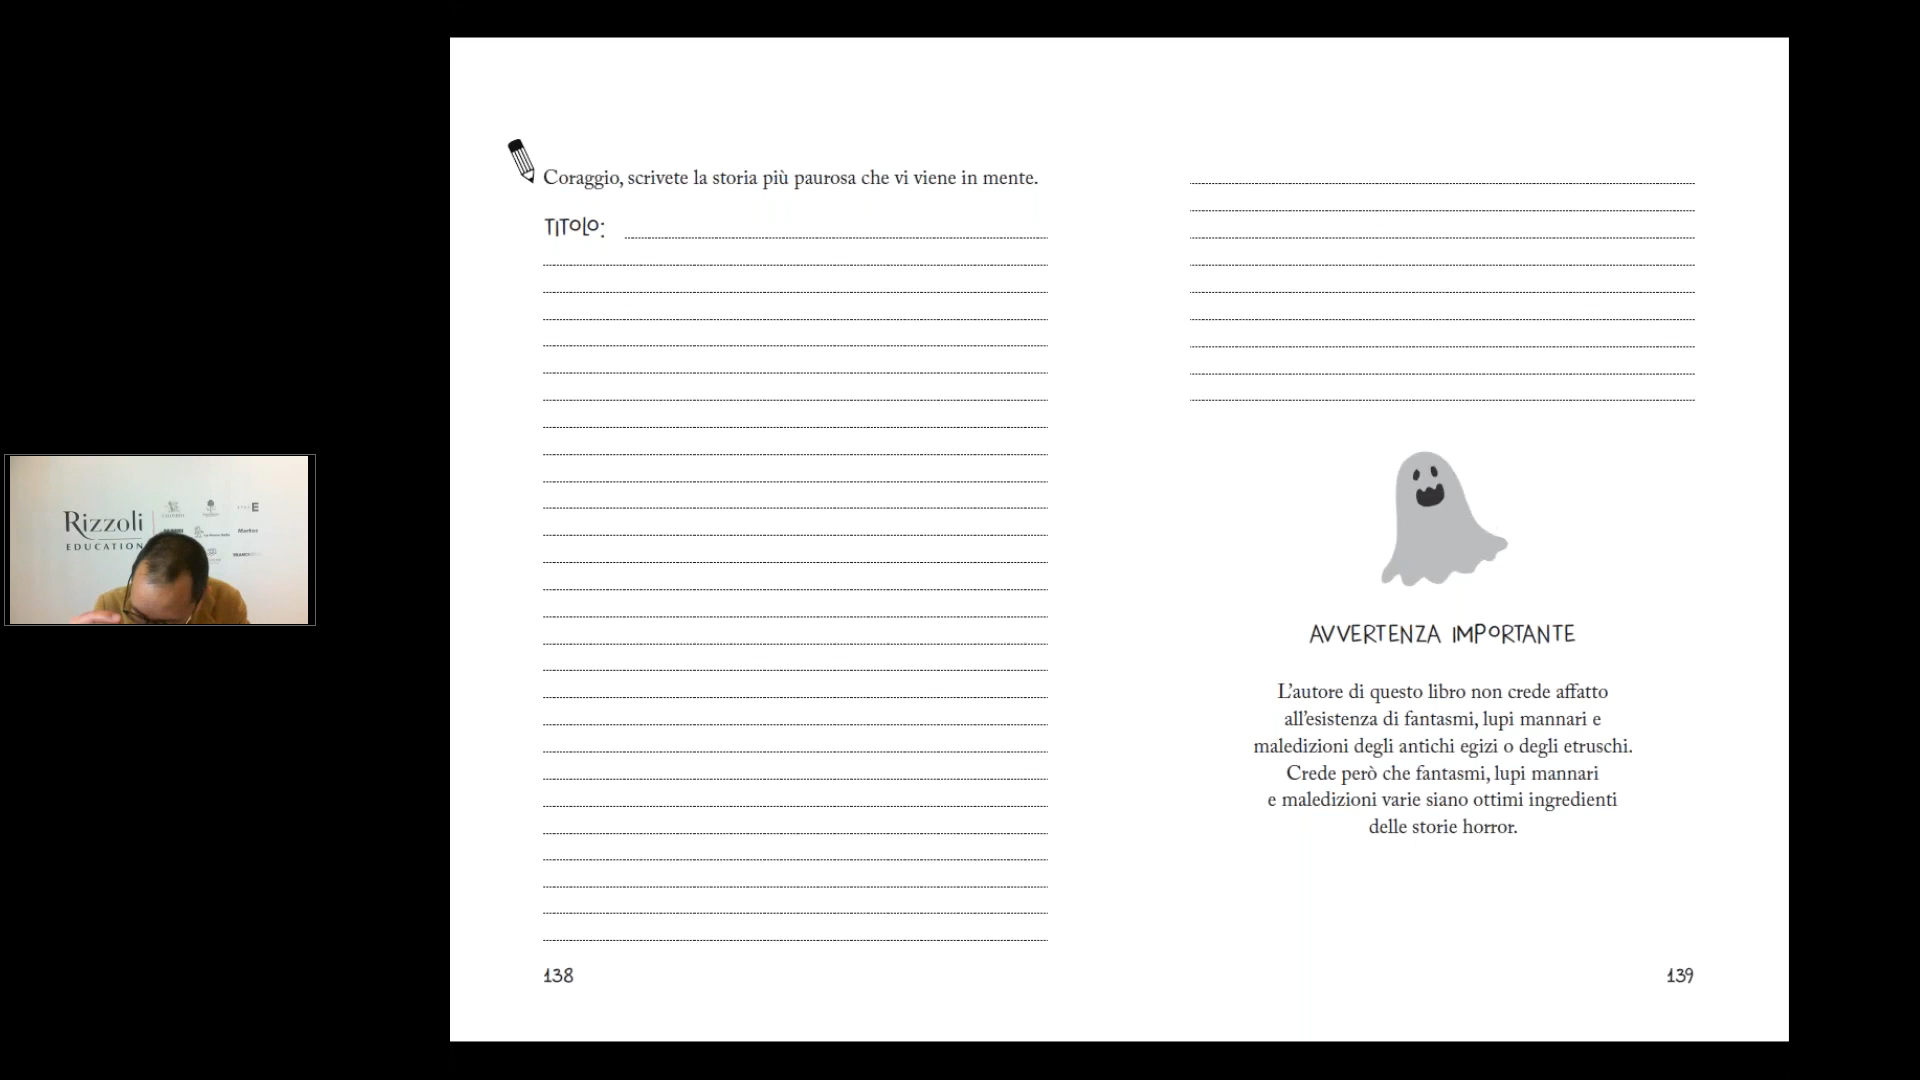 Rizzoli
EDUCATION
Coraggio, scrivete la storia più paurosa che vi viene in mente.
TITOLO:
138
AVVERTENZA IMPORTANTE
L'autore di questo libro non crede affatto
all'esistenza di fantasmi, lupi mannari e
maledizioni degli antichi egizi o degli etruschi.
Crede però che fantasmi, lupi mannari
e maledizioni varie siano ottimi ingredienti
delle storie horror.
139